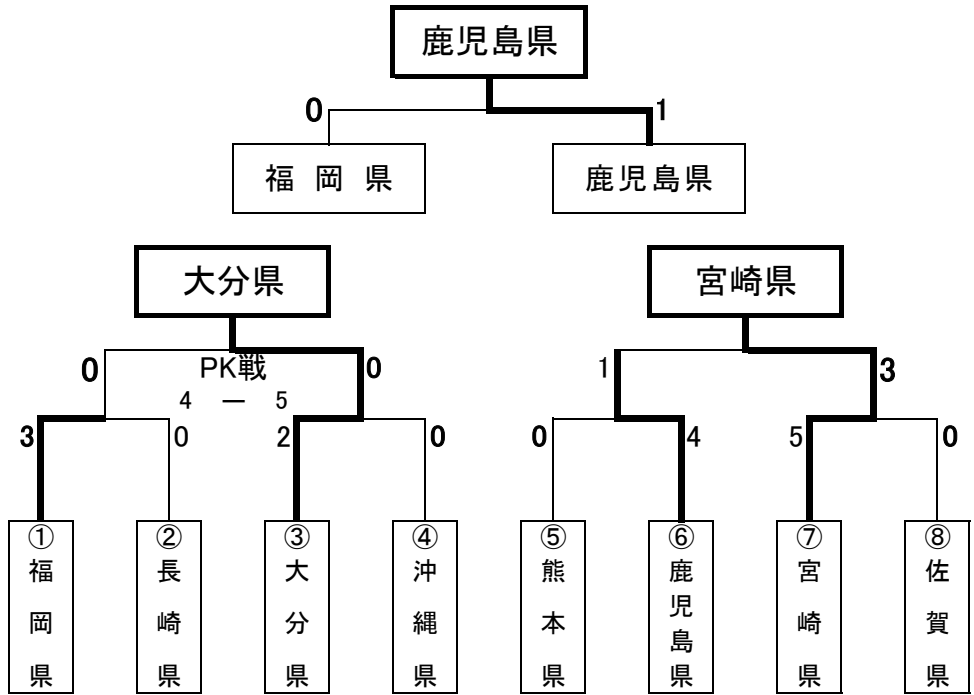 鹿児島県
0 1
福岡県 鹿児島県
大分県 宮崎県
0 PK戦 0 1 3
4 ― 5
3 0 2 0 0 4 5 0
① ② ③ ④ ⑤ ⑥ ⑦ ⑧
福岡県
長崎県
大分県
沖縄県
熊本県
鹿児島県
宮崎県
佐賀県